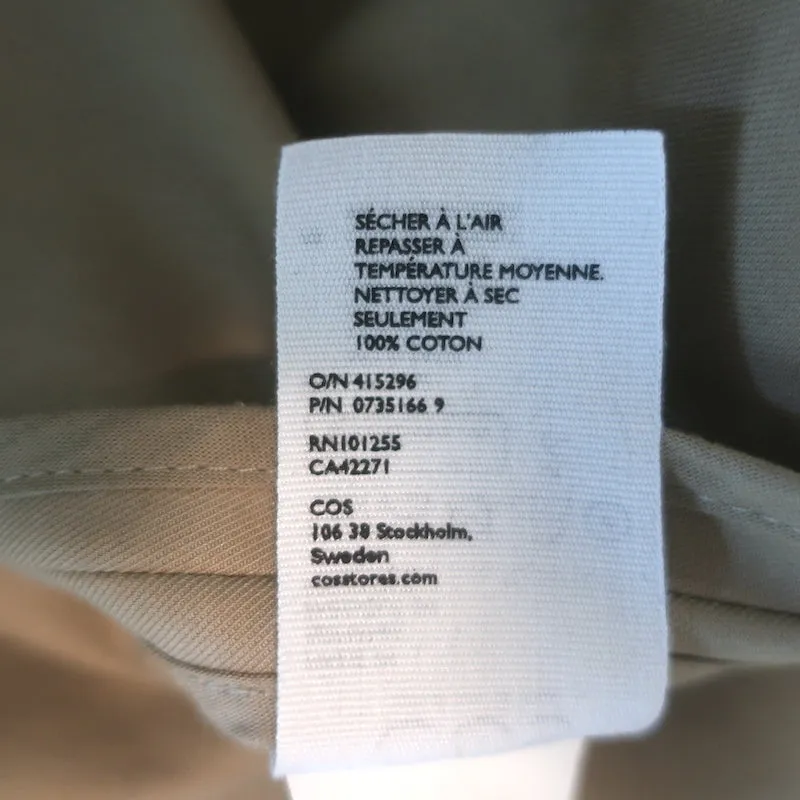 SÉCHER À L'AIR
REPASSER À
TEMPÉRATURE MOYENNE.
NETTOYER À SEC
SEULEMENT
100% COTON
O/N 415296
P/N 0735166 9
RN101255
CA42271
COS
106 38 Stockholm,
Sweden
cosstores.com